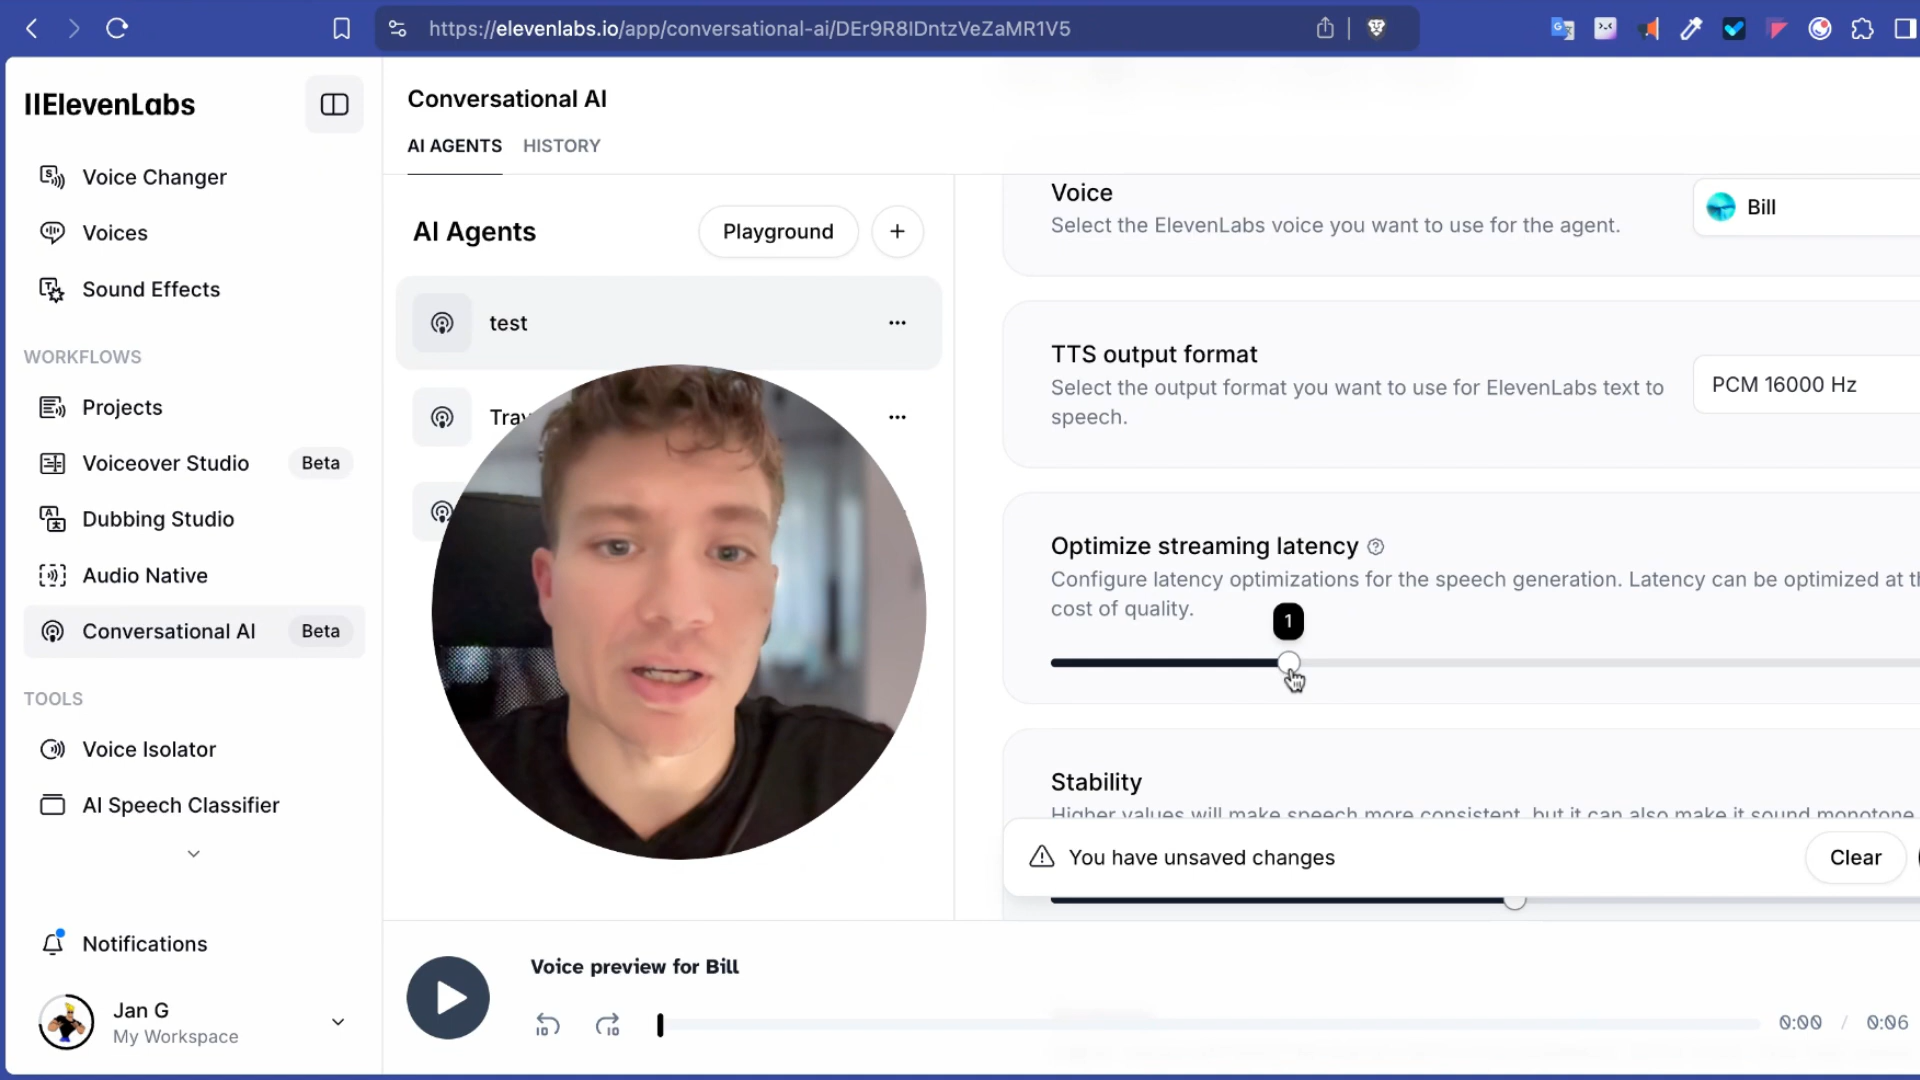 https://elevenlabs.io/app/conversational-ai/DEr9R8IDntzVeZaMR1V5
IIElevenLabs
Voice Changer
Voices
Sound Effects
WORKFLOWS
Projects
Voiceover Studio Beta
Dubbing Studio
Audio Native
Conversational AI Beta
TOOLS
Voice Isolator
AI Speech Classifier
Notifications
Jan G
My Workspace
Conversational AI
AI AGENTS HISTORY
AI Agents Playground +
test
Voice
Select the ElevenLabs voice you want to use for the agent.
Bill
TTS output format
Select the output format you want to use for ElevenLabs text to
speech.
PCM 16000 Hz
Optimize streaming latency
Configure latency optimizations for the speech generation. Latency can be optimized at
cost of quality.
1
Stability
Higher values will make speech more consistent, but it can also make it sound monotone
You have unsaved changes
Clear
Voice preview for Bill
10 10
0:00 / 0:06